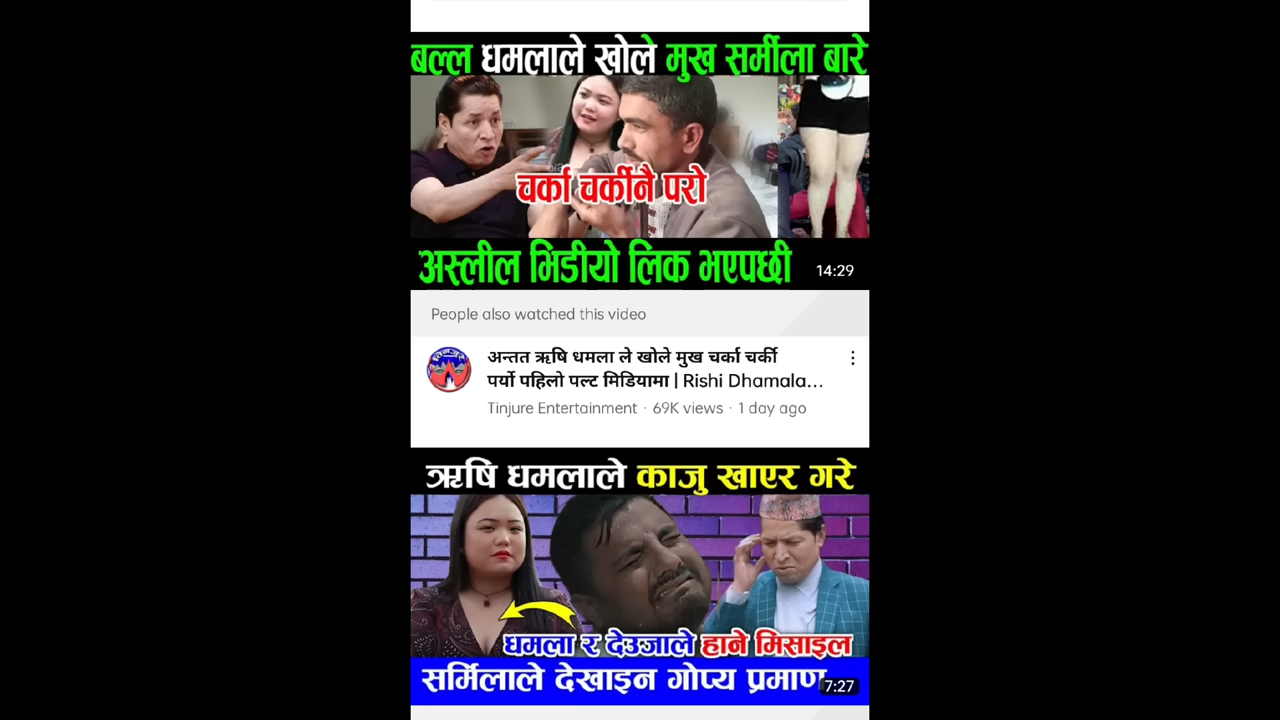 बल्ल धमलाले खोले मुख सर्मीला बारे
चर्का चर्कीनै परो
अस्लील भिडीयो लिक भएपछी
14:29
People also watched this video
अन्तत ऋषि धमला ले खोले मुख चर्का चर्की
पर्यो पहिलो पल्ट मिडियामा | Rishi Dhamala...
Tinjure Entertainment · 69K views · 1 day ago
ऋषि धमलाले काजु खाएर गरे
धमला र देउजाले हाने मिसाइल
सर्मिलाले देखाइन गोप्य प्रमाण
7:27